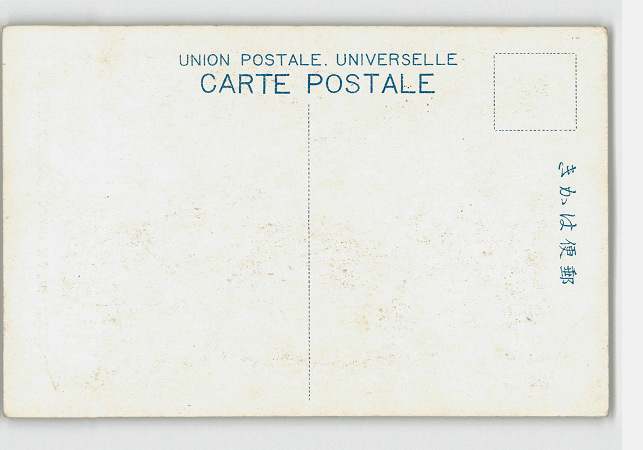 UNION POSTALE. UNIVERSELLE
CARTE POSTALE
きかは便郵